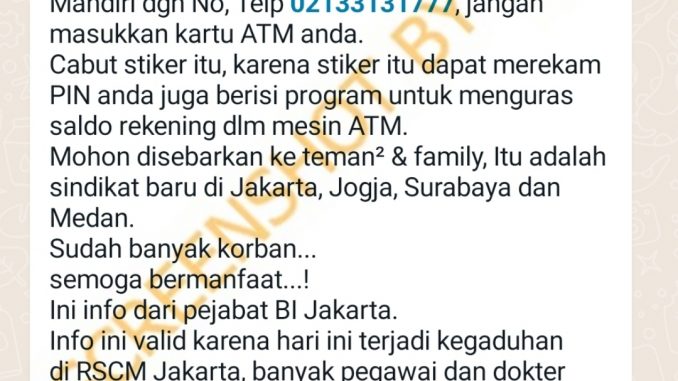 Mandiri dgn No, Telp 02133131777, jangan
masukkan kartu ATM anda.
Cabut stiker itu, karena stiker itu dapat merekam
PIN anda juga berisi program untuk menguras
saldo rekening dlm mesin ATM.
Mohon disebarkan ke teman² & family, Itu adalah
sindikat baru di Jakarta, Jogja, Surabaya dan
Medan.
Sudah banyak korban...
semoga bermanfaat...!
Ini info dari pejabat BI Jakarta.
Info ini valid karena hari ini terjadi kegaduhan
di RSCM Jakarta, banyak pegawai dan dokter
SCREENSHOT BY